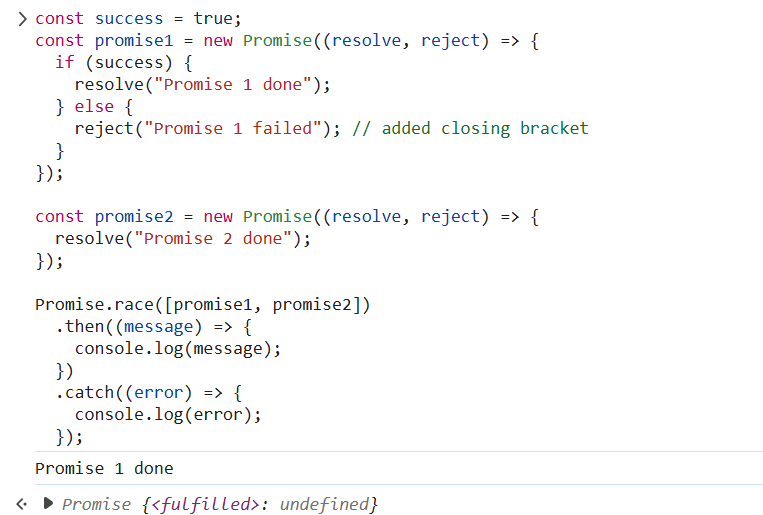 const success = true;
const promise1 = new Promise((resolve, reject) => {
  if (success) {
    resolve("Promise 1 done");
  } else {
    reject("Promise 1 failed"); // added closing bracket
  }
});

const promise2 = new Promise((resolve, reject) => {
  resolve("Promise 2 done");
});

Promise.race([promise1, promise2])
  .then((message) => {
    console.log(message);
  })
  .catch((error) => {
    console.log(error);
  });
Promise 1 done
Promise {<fulfilled>: undefined}